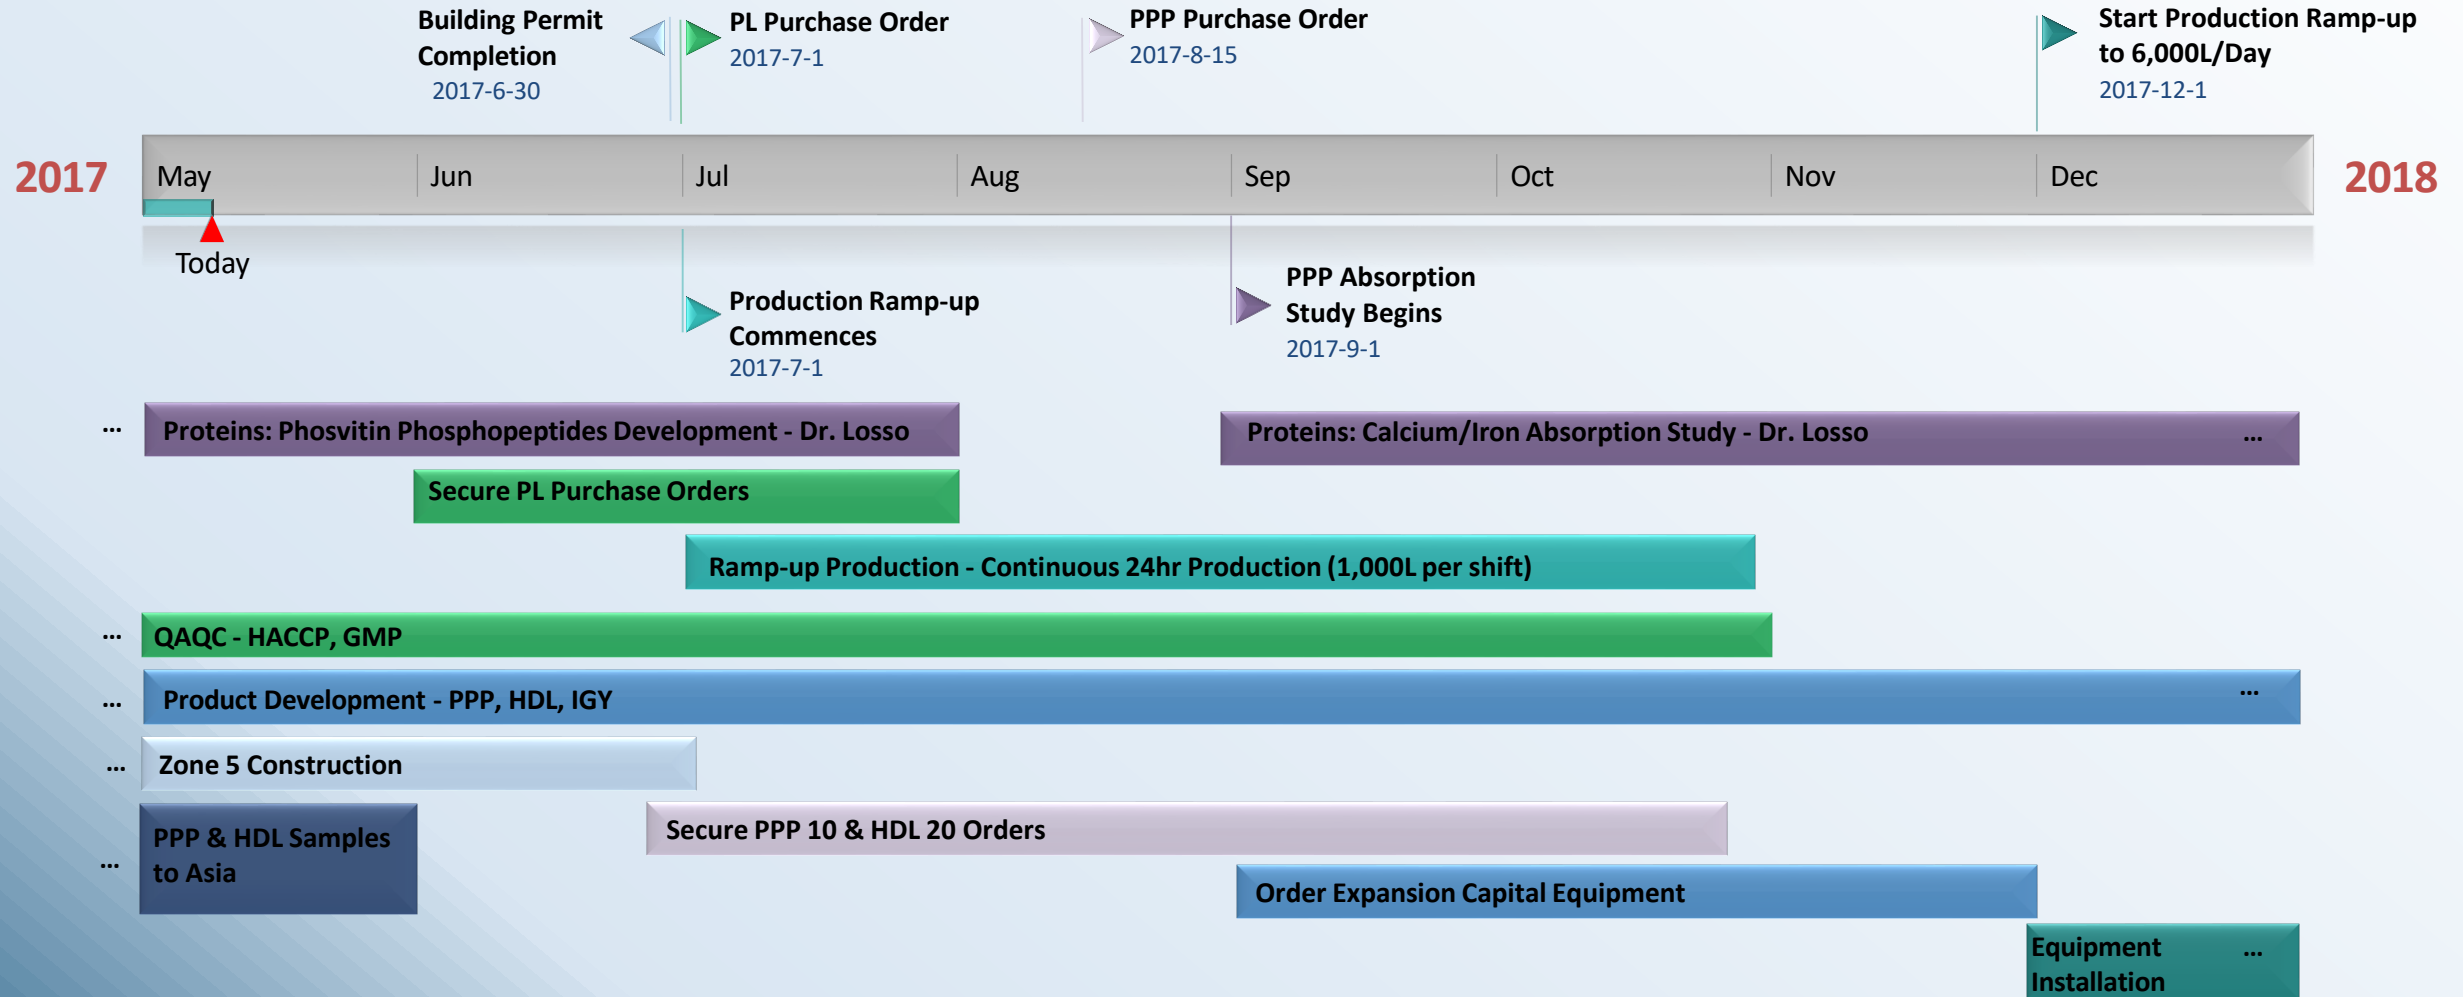 Building Permit
Completion
2017-6-30
PL Purchase Order
2017-7-1
PPP Purchase Order
2017-8-15
Start Production Ramp-up
to 6,000L/Day
2017-12-1
2017
May
Jun
Jul
Aug
Sep
Oct
Nov
Dec
2018
Today
Production Ramp-up
Commences
2017-7-1
PPP Absorption
Study Begins
2017-9-1
... Proteins: Phosvitin Phosphopeptides Development - Dr. Losso
Proteins: Calcium/Iron Absorption Study - Dr. Losso ...
Secure PL Purchase Orders
Ramp-up Production - Continuous 24hr Production (1,000L per shift)
... QAQC - HACCP, GMP
... Product Development - PPP, HDL, IGY ...
... Zone 5 Construction
... PPP & HDL Samples
to Asia
Secure PPP 10 & HDL 20 Orders
Order Expansion Capital Equipment
Equipment ...
Installation